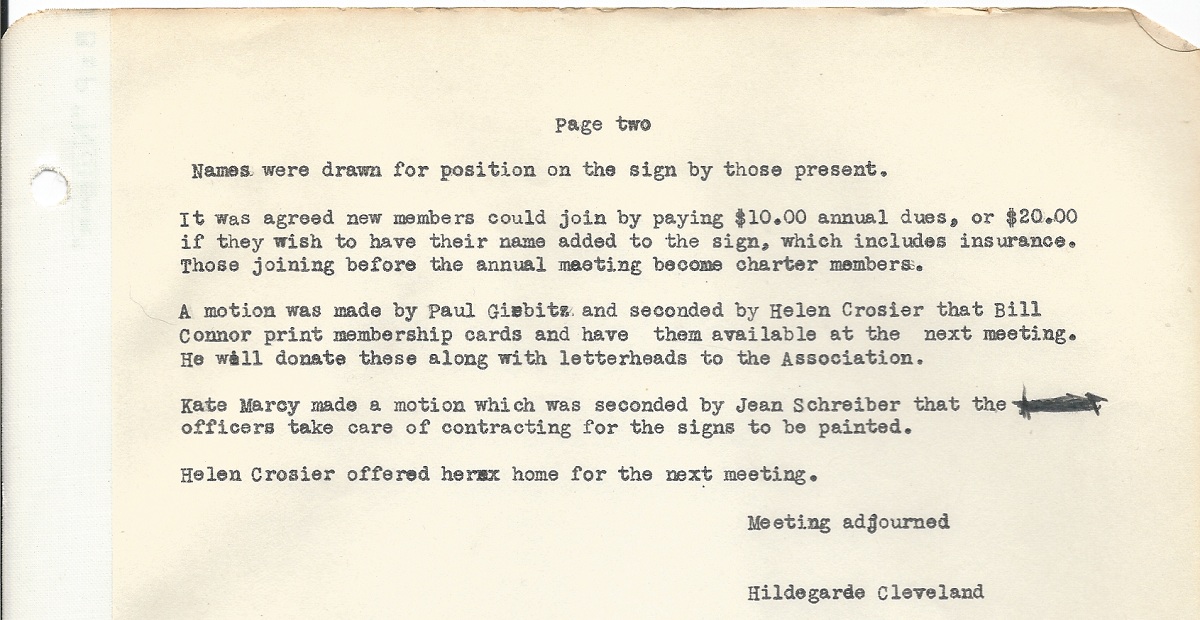 Page two
Names were drawn for position on the sign by those present.
It was agreed new members could join by paying $10.00 annual dues, or $20.00
if they wish to have their name added to the sign, which includes insurance.
Those joining before the annual meeting become charter members.
A motion was made by Paul and seconded by Helen Crosier that Bill
Connor print membership cards and have them available at the next meeting.
He will donate these along with letterheads to the Association.
Kate Marcy made a motion which was seconded by Jean Schreiber that the
officers take care of contracting for the signs to be painted.
Helen Crosier offered her home for the next meeting.
Meeting adjourned
Hildegarde Cleveland